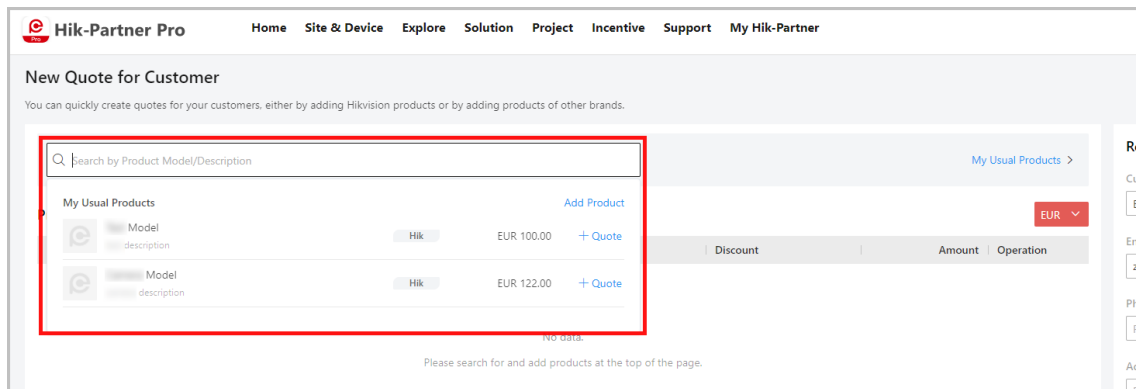 Hik-Partner Pro Home Site & Device Explore Solution Project Incentive Support My Hik-Partner
Pro
New Quote for Customer
You can quickly create quotes for your customers, either by adding Hikvision products or by adding products of other brands.
Search by Product Model/Description
My Usual Products >
My Usual Products Add Product
EUR
Model
description
Hik EUR 100.00 + Quote
Discount Amount Operation
Model
description
Hik EUR 122.00 + Quote
No data.
Please search for and add products at the top of the page.